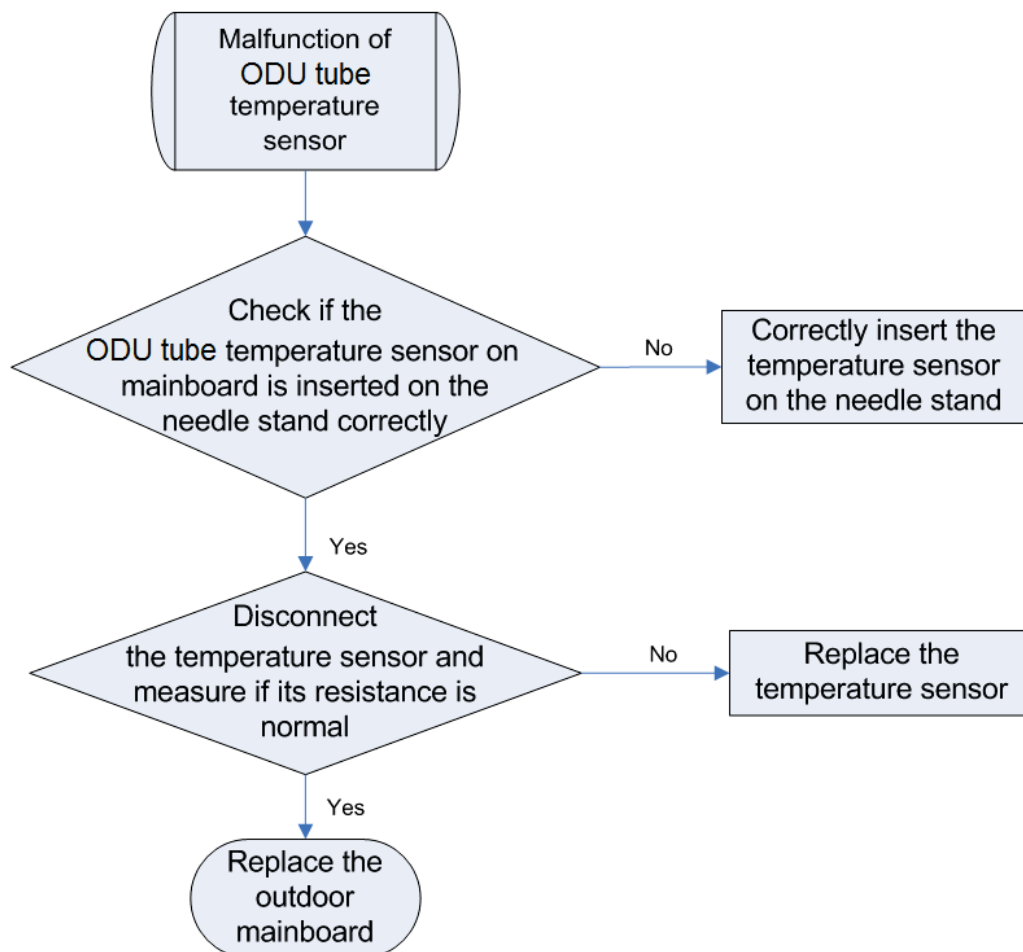 Malfunction of
ODU tube
temperature
sensor
Check if the
ODU tube temperature sensor on
mainboard is inserted on the
needle stand correctly
No
Correctly insert the
temperature sensor
on the needle stand
Yes
Disconnect
the temperature sensor and
measure if its resistance is
normal
No
Replace the
temperature sensor
Yes
Replace the
outdoor
mainboard